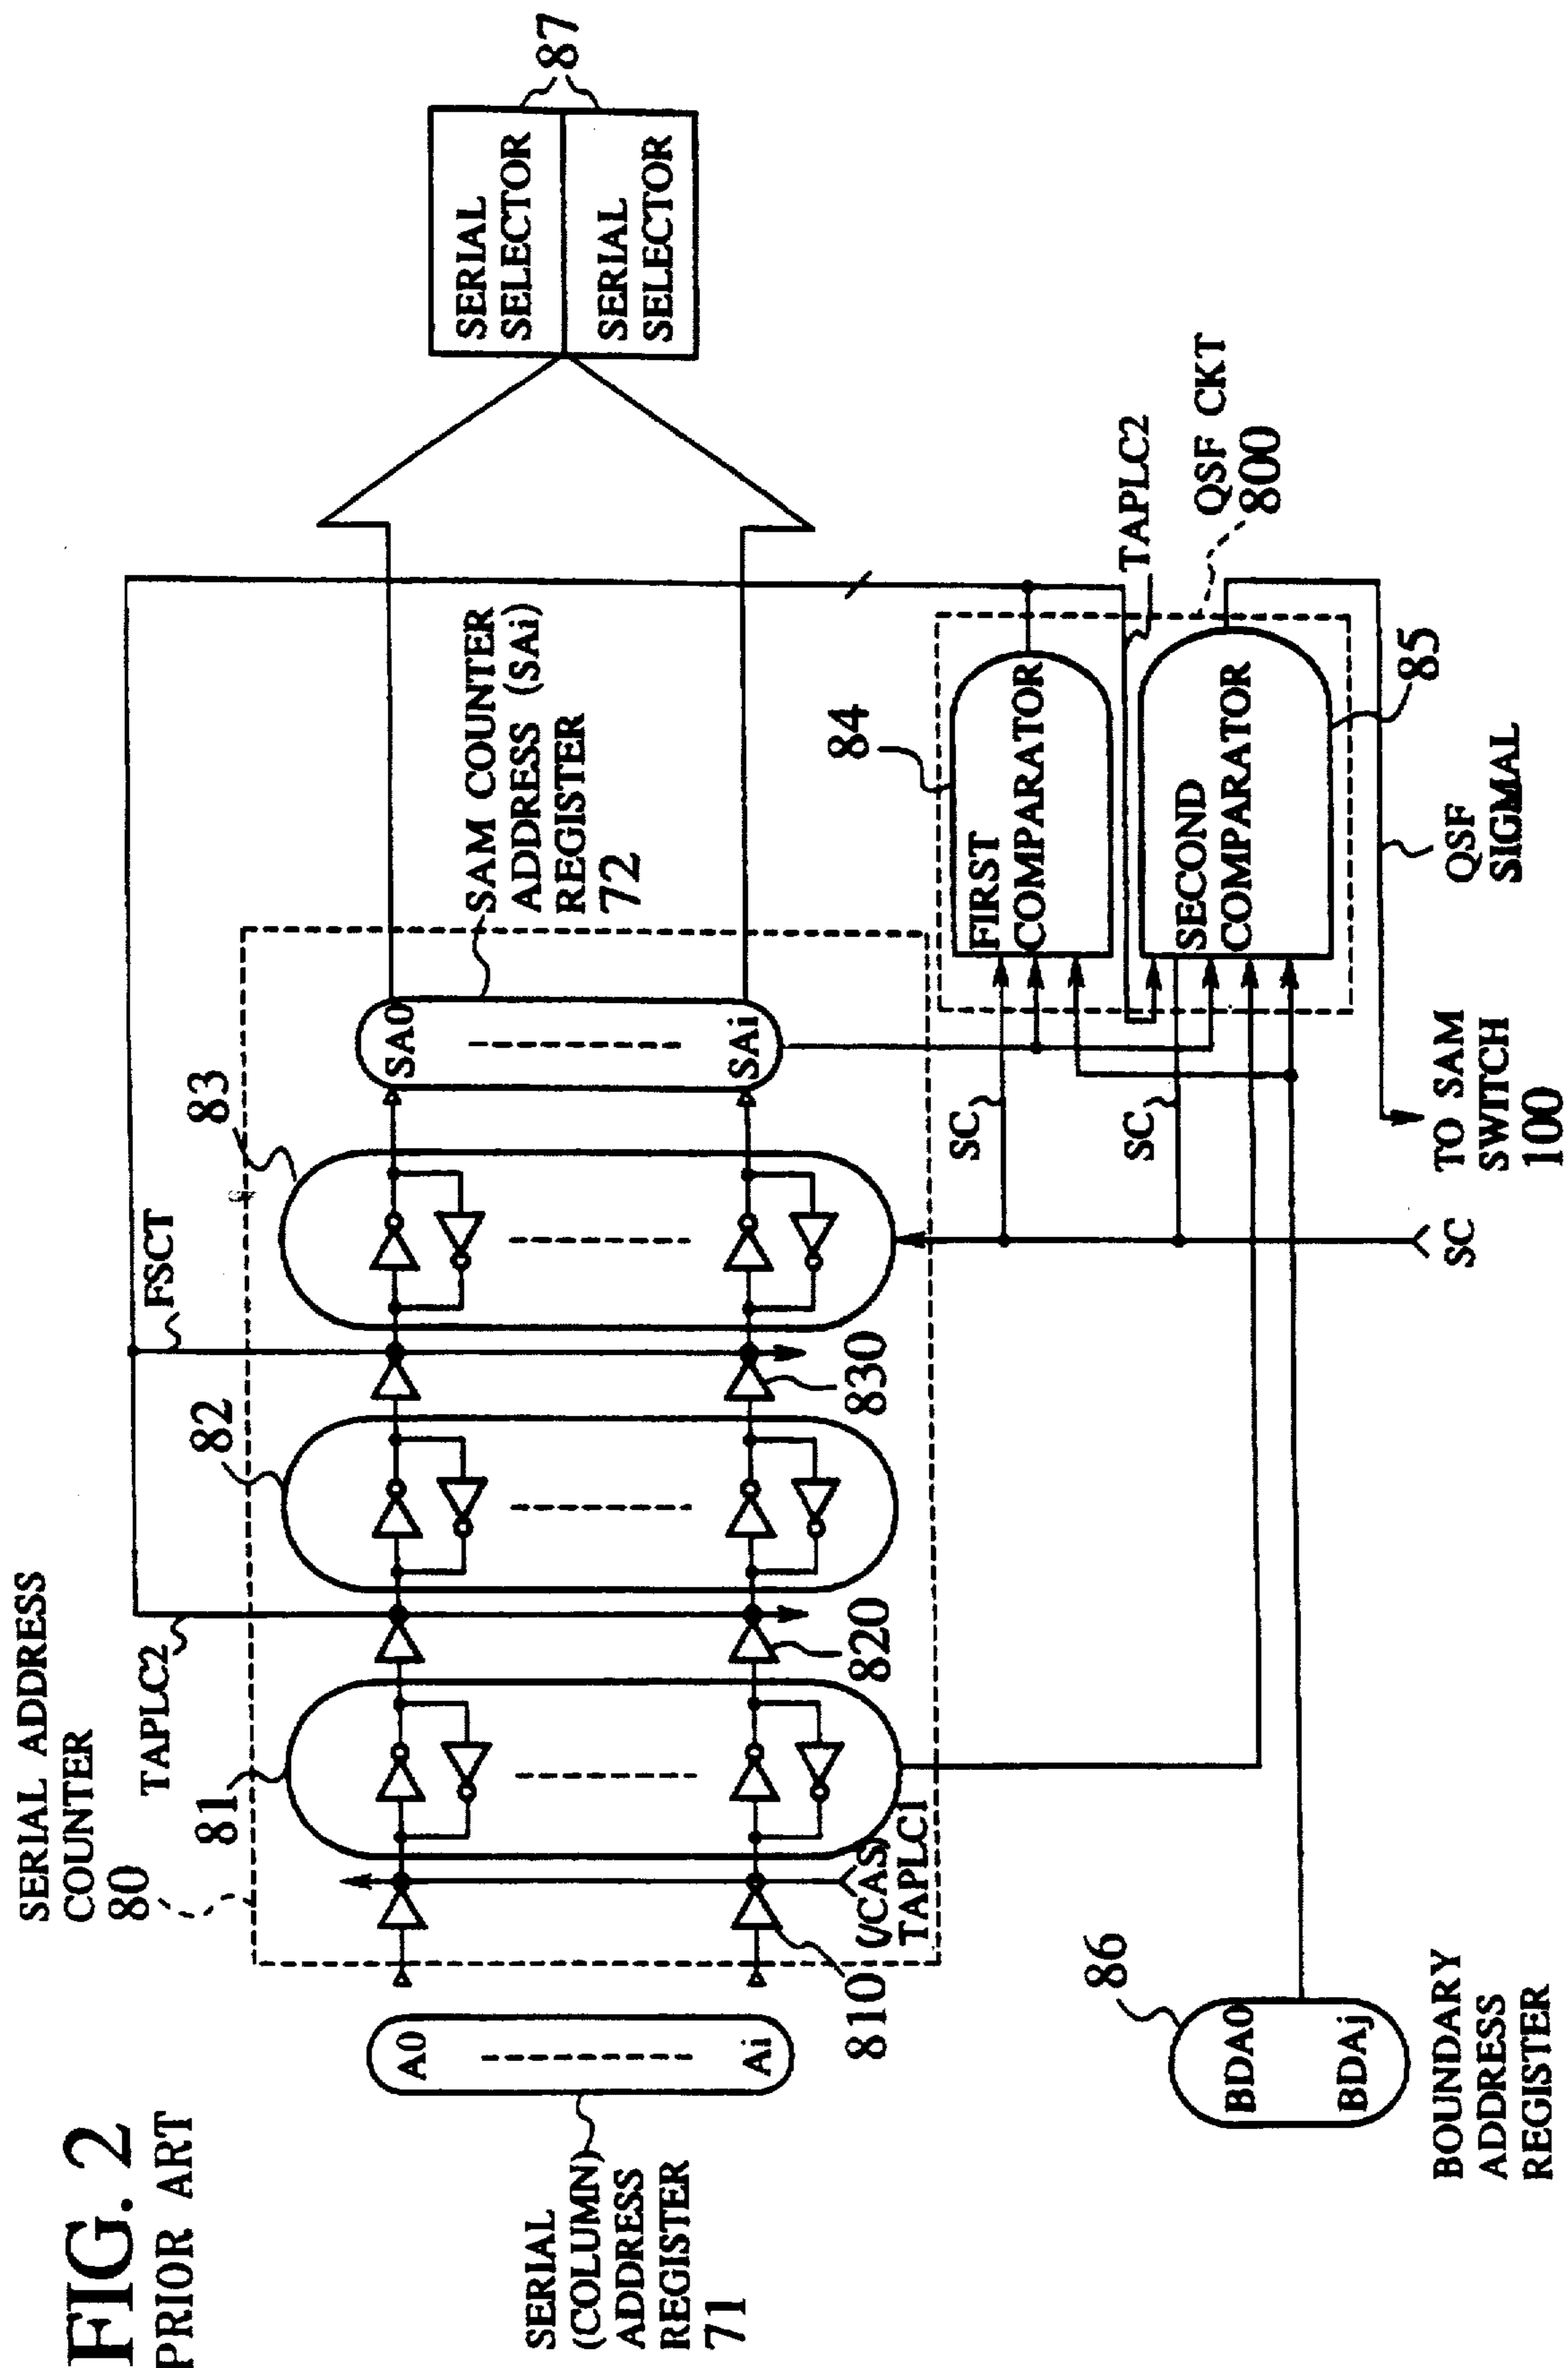 FIG. 2
PRIOR ART
SERIAL ADDRESS
COUNTER
80
TAPLC2
FSCT
81
82
83
SERIAL
(COLUMN)
ADDRESS
REGISTER
71
A0
Ai
810
(/CAS)
TAPLC1
820
830
SA0
SAi
SAM COUNTER
ADDRESS (SAi)
REGISTER
72
SERIAL
SELECTOR
SERIAL
SELECTOR
87
84
FIRST
COMPARATOR
SECOND
COMPARATOR
85
TAPLC2
QSF CKT
800
SC
SC
SC
QSF
SIGMAL
TO SAM
SWITCH
100
86
BDA0
BDAj
BOUNDARY
ADDRESS
REGISTER